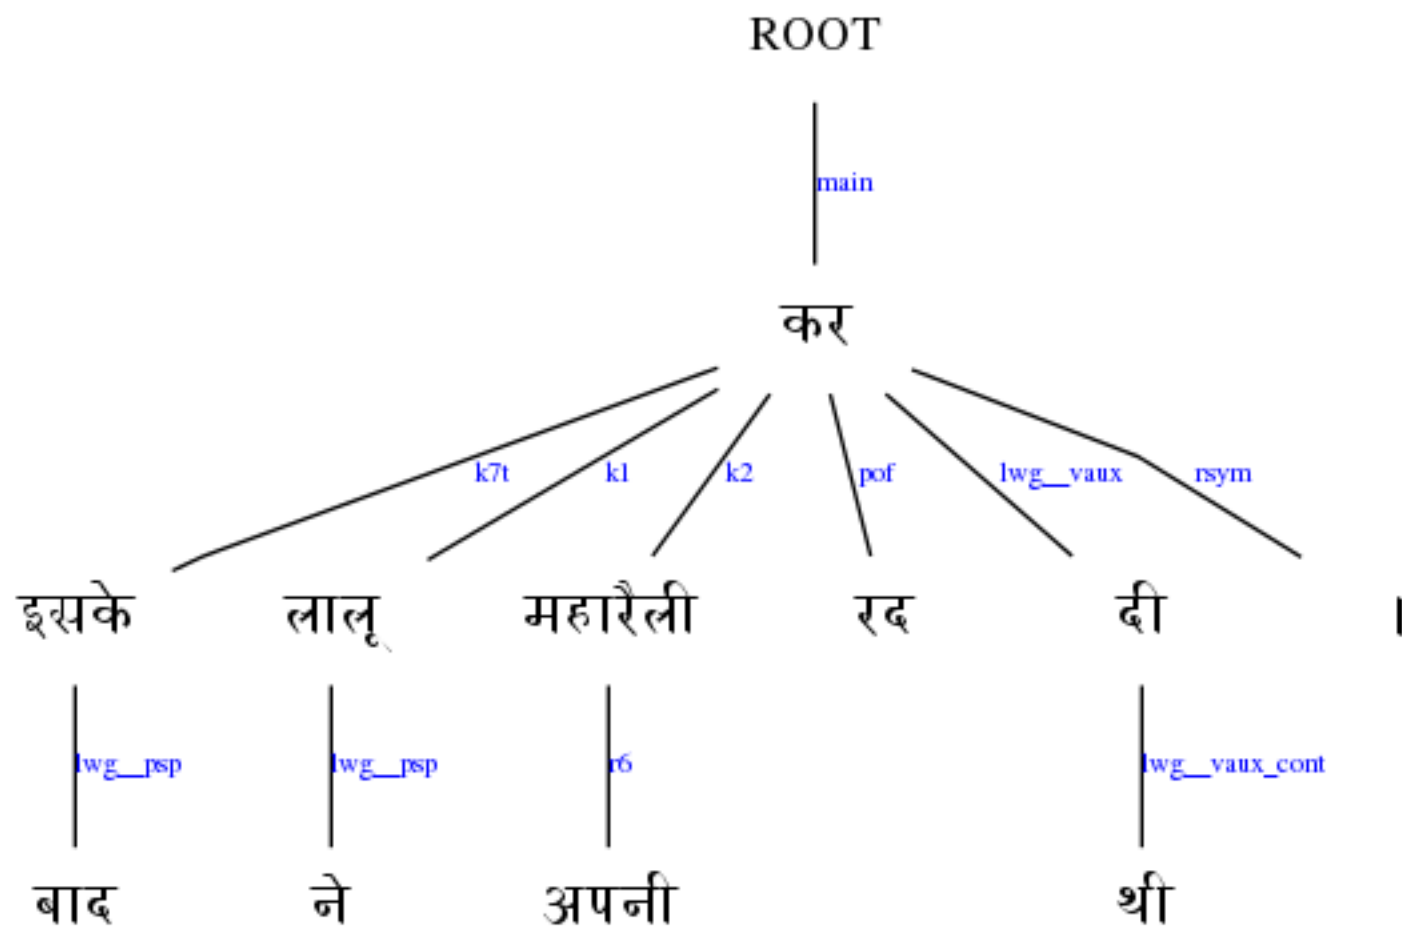 ROOT
main
कर
k7t k1 k2 pof lwg__vaux rsym
इसके लालू महारैली रद दी ।
lwg__psp lwg__psp r6 lwg__vaux_cont
बाद ने अपनी थी